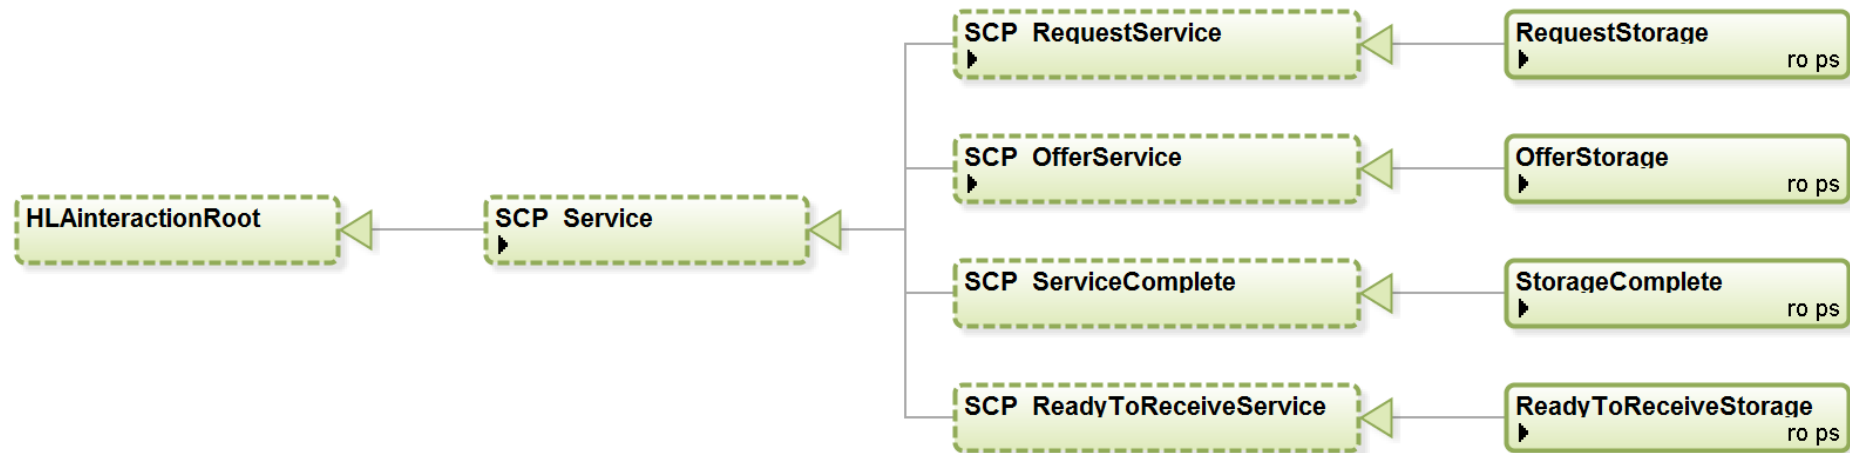 SCP RequestService
RequestStorage
ro ps
SCP OfferService
OfferStorage
ro ps
HLAinteractionRoot
SCP Service
SCP ServiceComplete
StorageComplete
ro ps
SCP ReadyToReceiveService
ReadyToReceiveStorage
ro ps